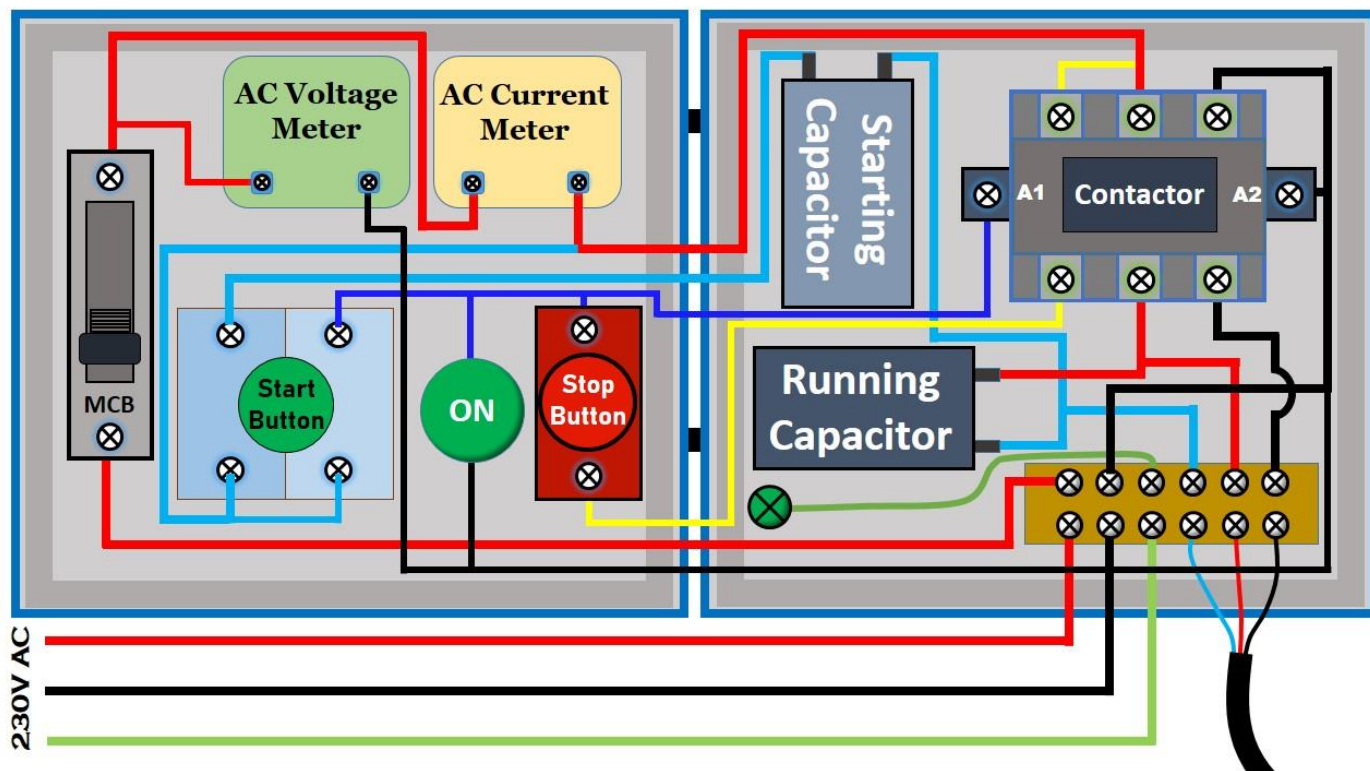 AC Voltage
Meter
AC Current
Meter
Starting
Capacitor
A1
Contactor
A2
MCB
Start
Button
ON
Stop
Button
Running
Capacitor
230V AC